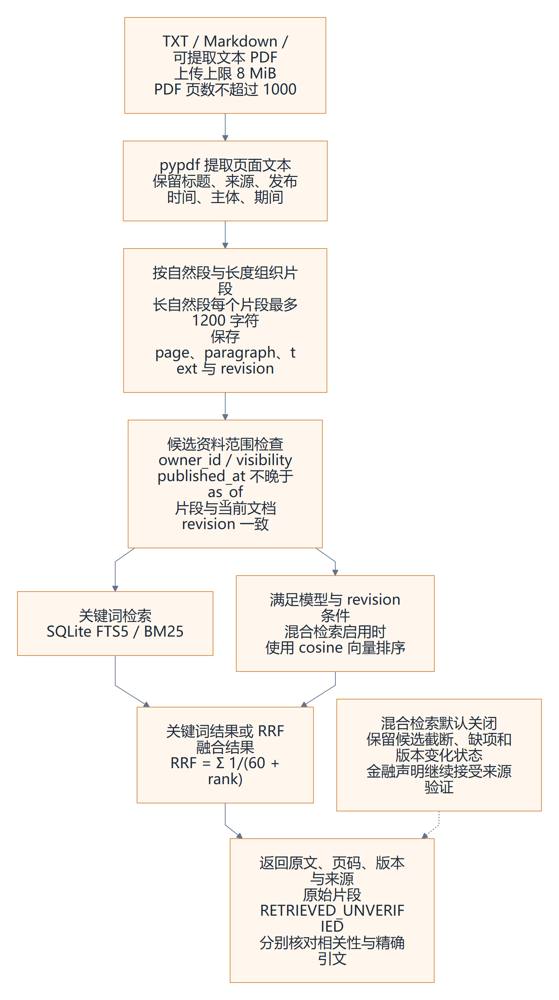 TXT / Markdown /
可提取文本 PDF
上传上限 8 MiB
PDF 页数不超过 1000
pypdf 提取页面文本
保留标题、来源、发布
时间、主体、期间
按自然段与长度组织片
段
长自然段每个片段最多
1200 字符
保存
page、paragraph、t
ext 与 revision
候选资料范围检查
owner_id / visibility
published_at 不晚于
as_of
片段与当前文档
revision 一致
关键词检索
SQLite FTS5 / BM25
满足模型与 revision
条件
混合检索启用时
使用 cosine 向量排序
关键词结果或 RRF
融合结果
RRF = Σ 1/(60 +
rank)
混合检索默认关闭
保留候选截断、缺项和
版本变化状态
金融声明继续接受来源
验证
返回原文、页码、版本
与来源
原始片段
RETRIEVED_UNVERIF
IED
分别核对相关性与精确
引文